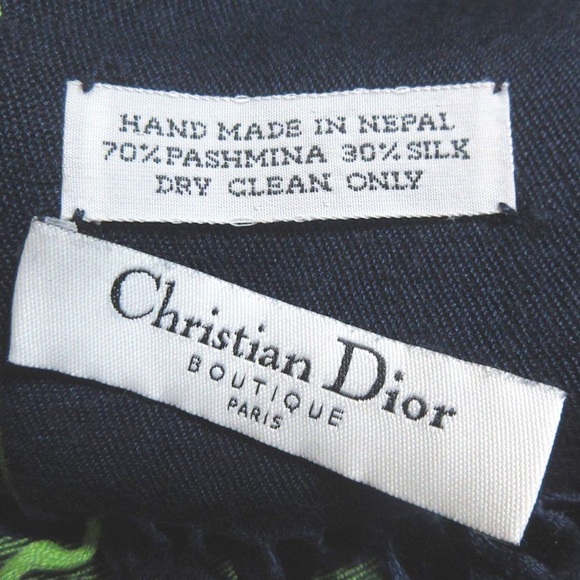 HAND MADE IN NEPAL
70% PASHMINA 30% SILK
DRY CLEAN ONLY
Christian Dior
BOUTIQUE
PARIS